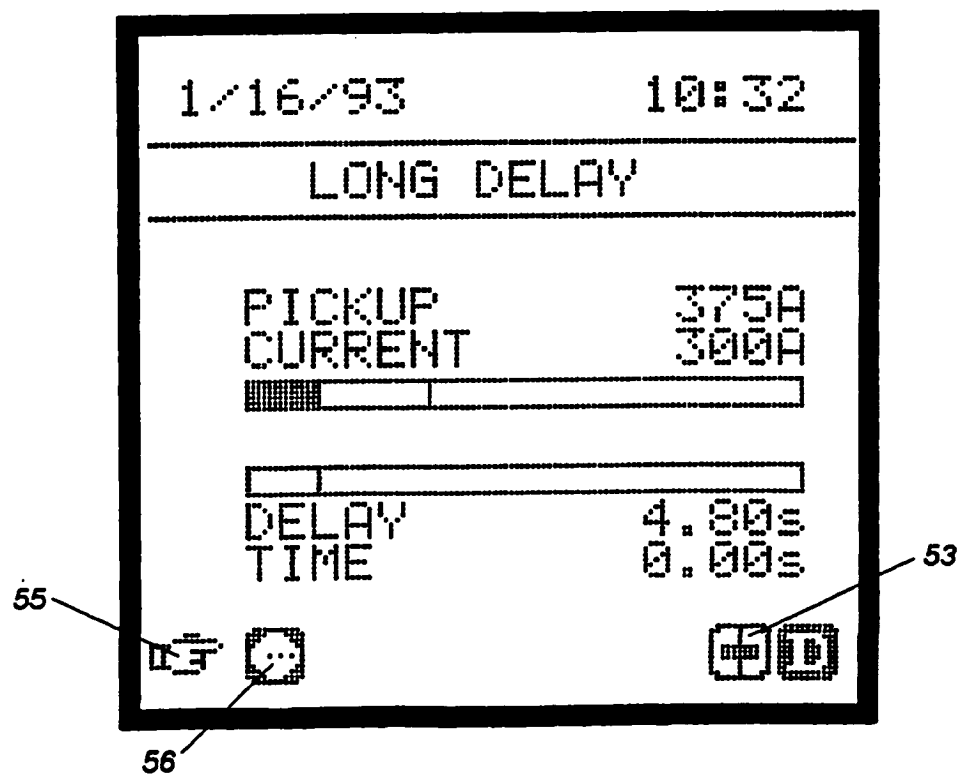 1/16/93 10:32
LONG DELAY
PICKUP 375A
CURRENT 300A
DELAY 4.80s
TIME 0.00s
53
55
56